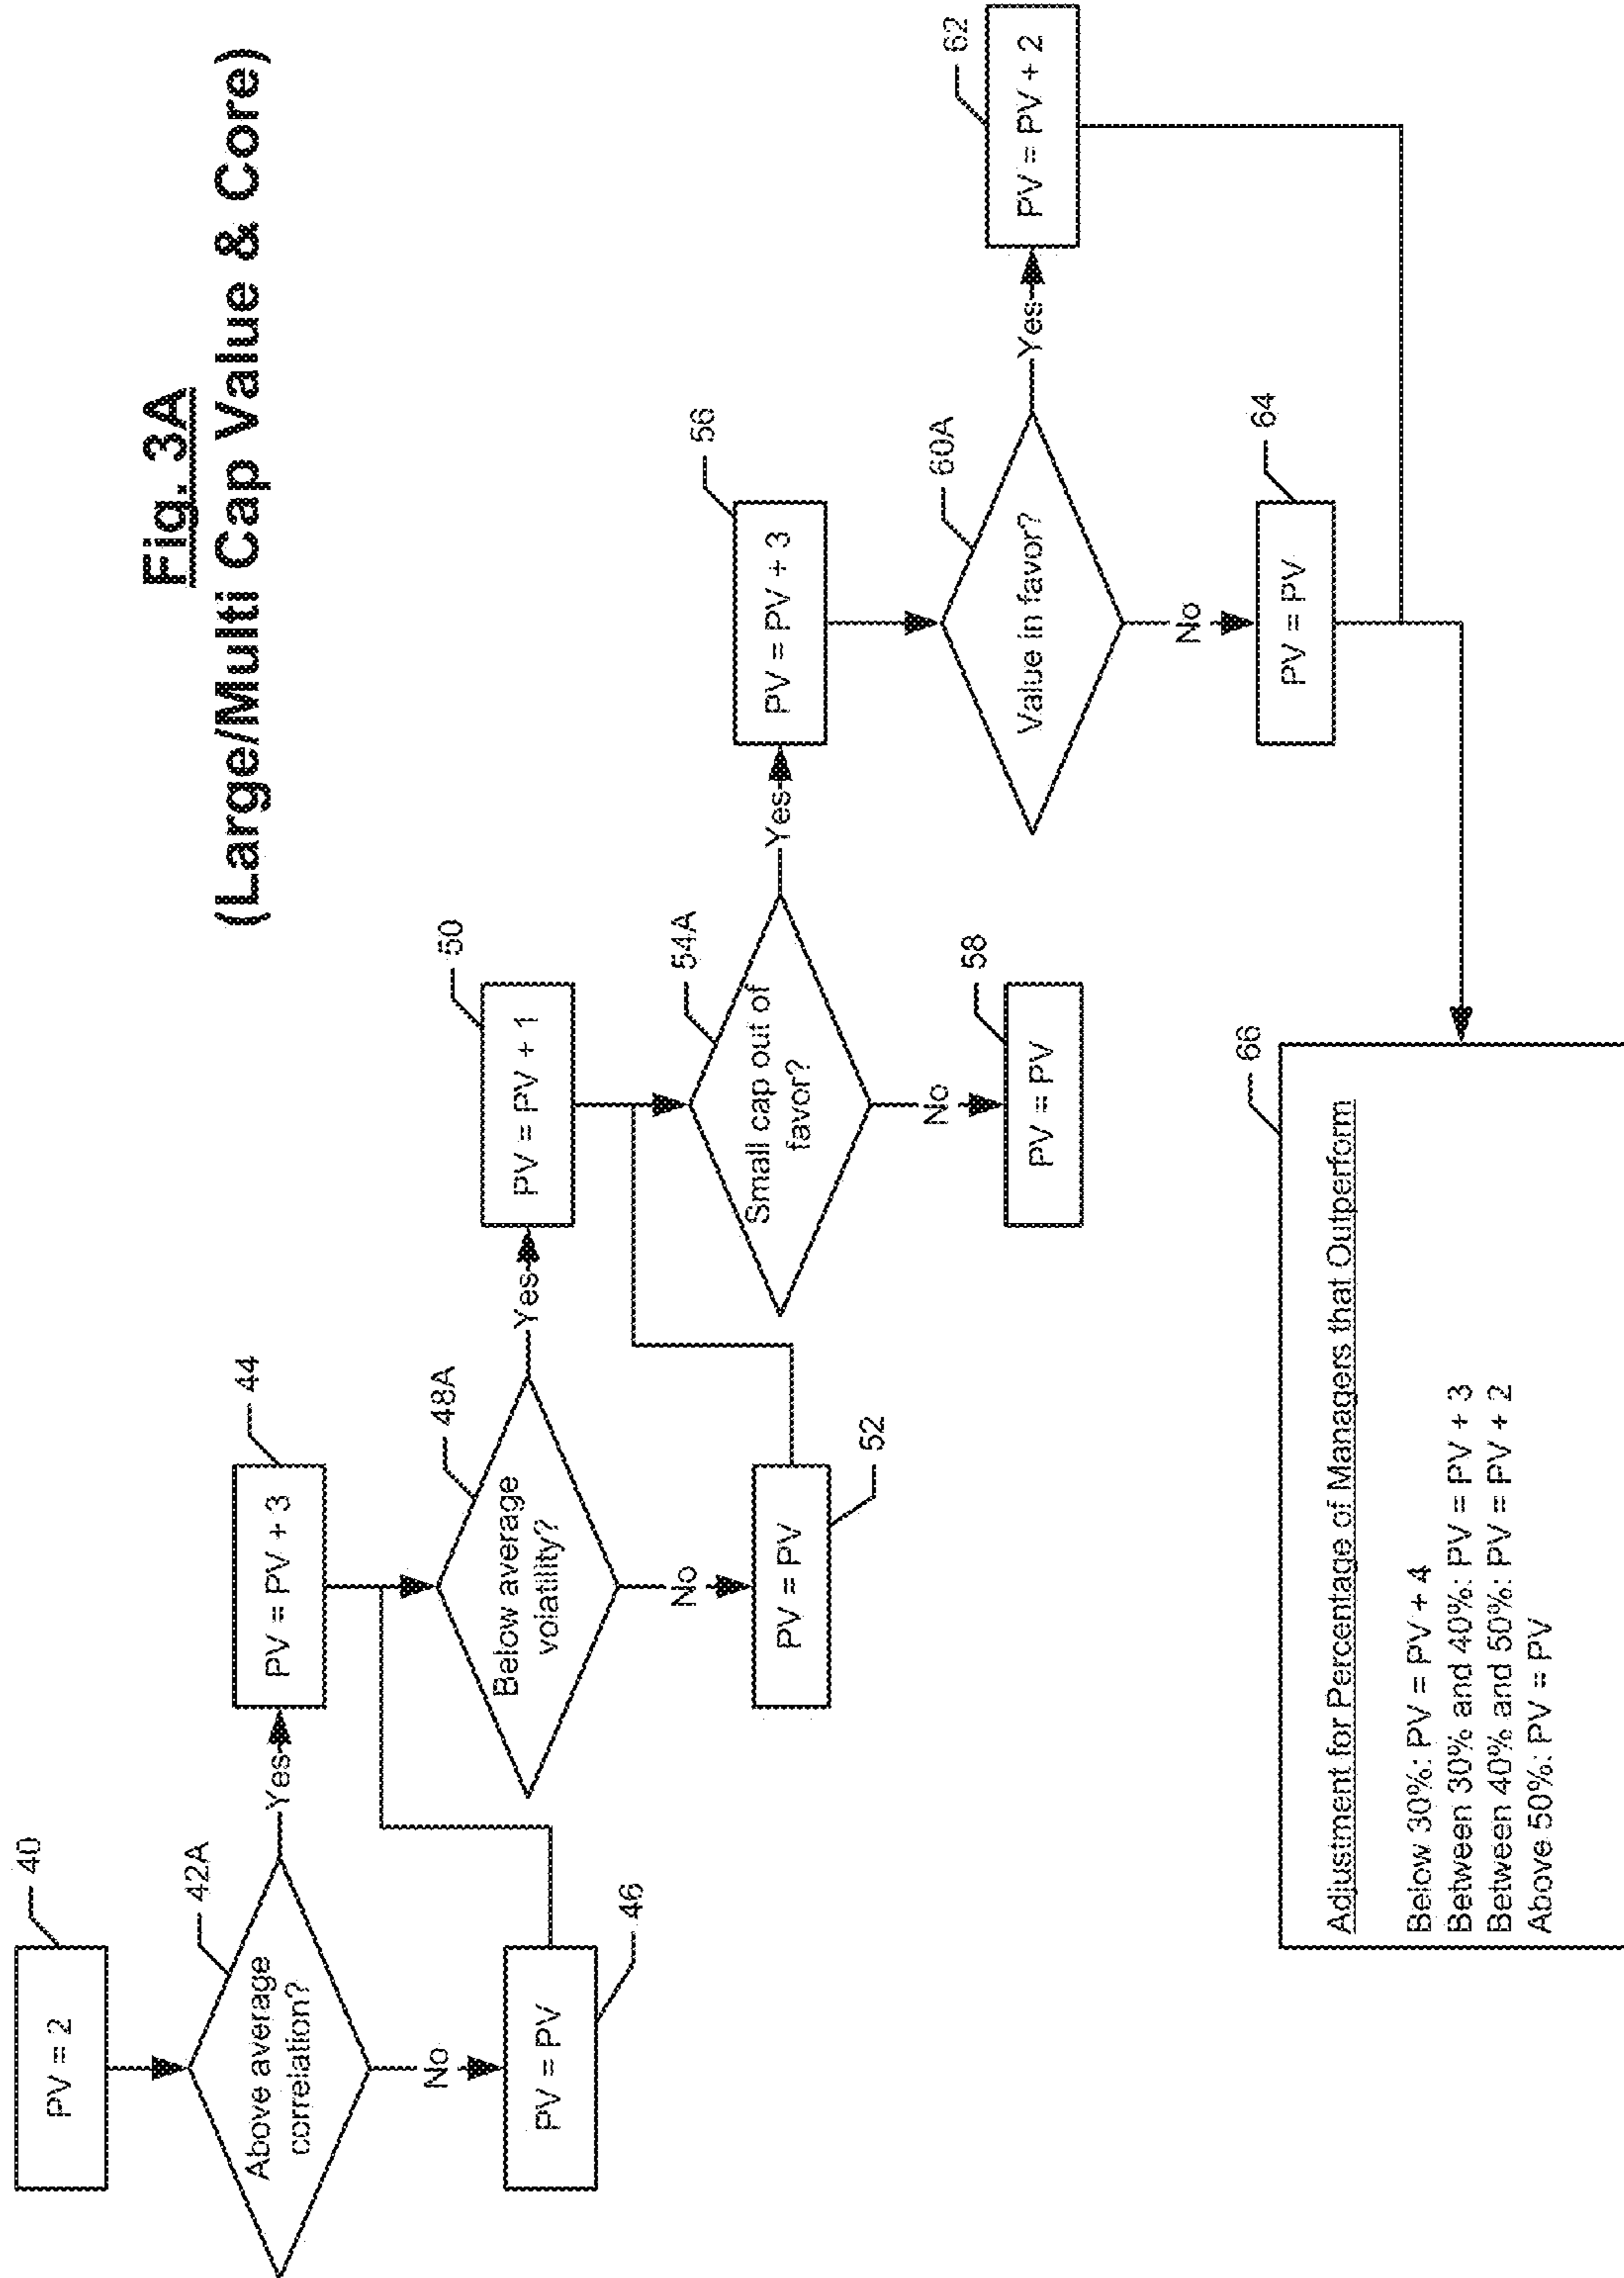 Fig. 3A
(Large/Multi Cap Value & Core)
40
PV = 2
42A
Above average
correlation?
Yes
44
PV = PV + 3
No
PV = PV
46
48A
Below average
volatility?
Yes
50
PV = PV + 1
No
PV = PV
52
54A
Small cap out of
favor?
Yes
56
PV = PV + 3
No
58
PV = PV
60A
Value in favor?
Yes
62
PV = PV + 2
No
64
PV = PV
66
Adjustment for Percentage of Managers that Outperform
Below 30%: PV = PV + 4
Between 30% and 40%: PV = PV + 3
Between 40% and 50%: PV = PV + 2
Above 50%: PV = PV